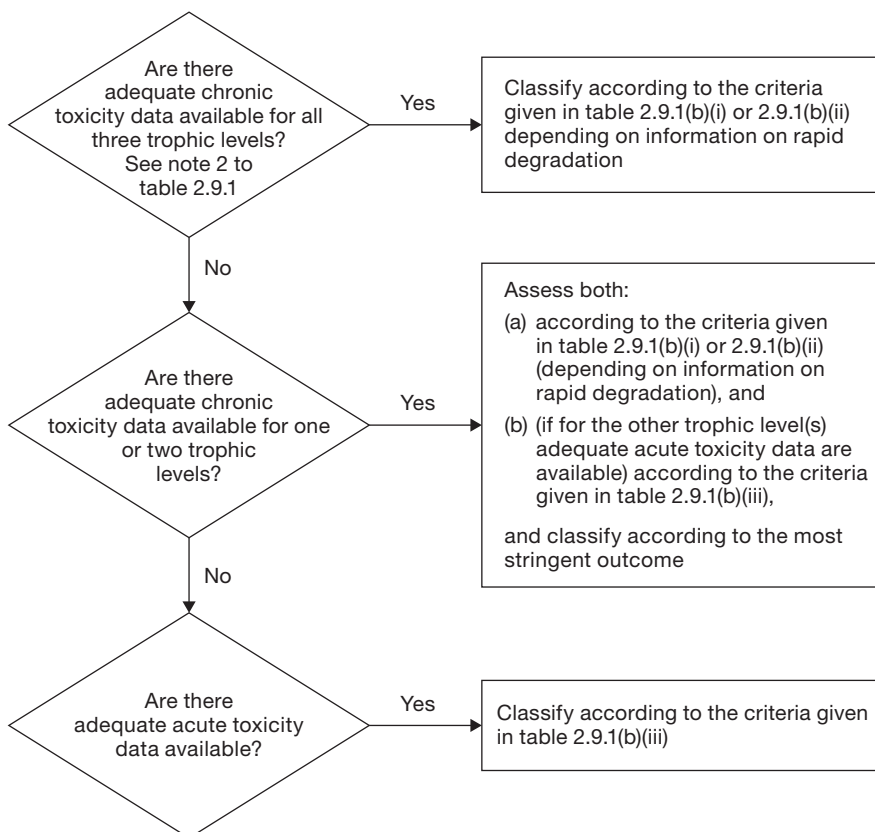 Are there
adequate chronic
toxicity data available for all
three trophic levels?
See note 2 to
table 2.9.1
Yes
Classify according to the criteria
given in table 2.9.1(b)(i) or 2.9.1(b)(ii)
depending on information on rapid
degradation
No
Are there
adequate chronic
toxicity data available for one
or two trophic
levels?
Yes
Assess both:
(a) according to the criteria given
in table 2.9.1(b)(i) or 2.9.1(b)(ii)
(depending on information on
rapid degradation), and
(b) (if for the other trophic level(s)
adequate acute toxicity data are
available) according to the criteria
given in table 2.9.1(b)(iii),
and classify according to the most
stringent outcome
No
Are there
adequate acute toxicity
data available?
Yes
Classify according to the criteria given
in table 2.9.1(b)(iii)